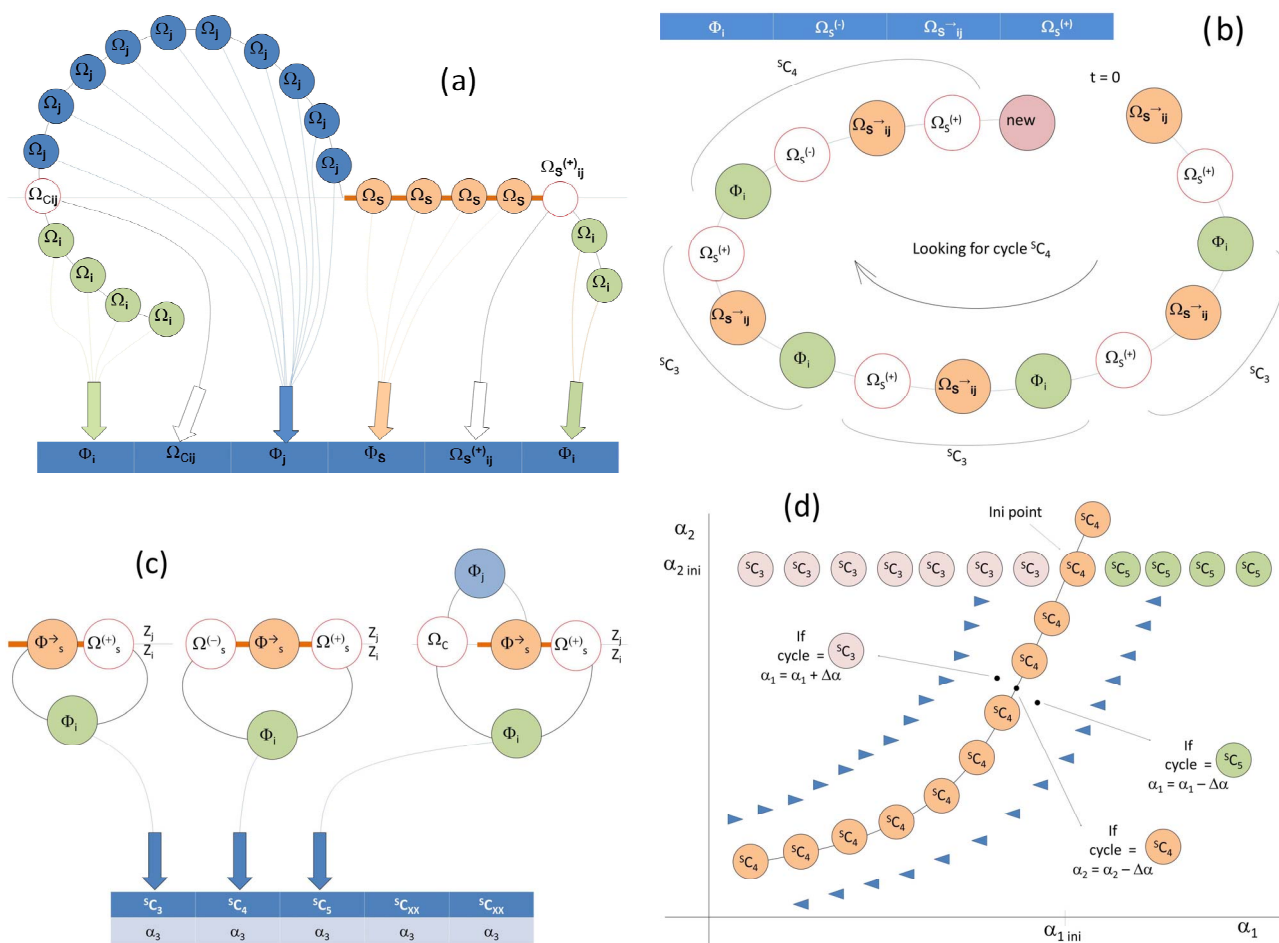 (a)
Ωj Ωj Ωj
Ωj Ωj
Ωj Ωj
Ωj Ωj
Ωj Ωj
ΩCij ΩS ΩS ΩS ΩS ΩS(+)ij
Ωi Ωi
Ωi Ωi
Ωi
Ωi
Φi ΩCij Φj ΦS ΩS(+)ij Φi
(b)
Φi ΩS(-) ΩS→ij ΩS(+)
SC4
t = 0
ΩS→ij ΩS(+) new ΩS→ij
ΩS(-) ΩS(+)
Φi
ΩS(+) Looking for cycle SC4 Φi
ΩS→ij ΩS→ij
Φi ΩS(+) ΩS→ij Φi ΩS(+)
SC3 SC3
SC3
(c)
Φj
Φ→s Ω(+)s Zj
Zi
Ω(-)s Φ→s Ω(+)s Zj
Zi
ΩC Φ→s Ω(+)s Zj
Zi
Φi Φi Φi
SC3 SC4 SC5 SCXX SCXX
α3 α3 α3 α3 α3
(d)
α2
Ini point
SC4
α2 ini
SC3 SC3 SC3 SC3 SC3 SC3 SC3 SC4 SC5 SC5 SC5 SC5
SC4
SC4
SC4
SC4
SC4
SC4
SC4
SC4
SC4
If
cycle = SC3
α1 = α1 + Δα
If
cycle = SC5
α1 = α1 − Δα
If
cycle = SC4
α2 = α2 − Δα
α1 ini α1